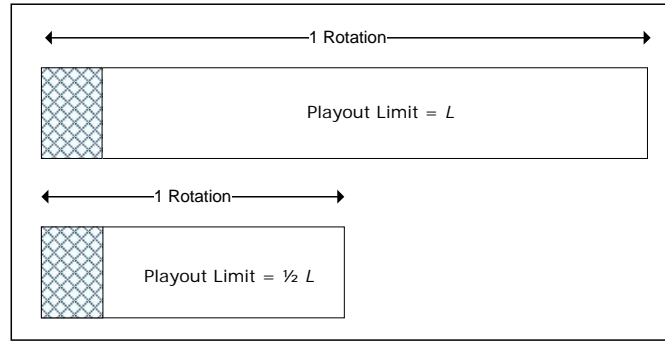 1 Rotation
Playout Limit = L
1 Rotation
Playout Limit = ½ L